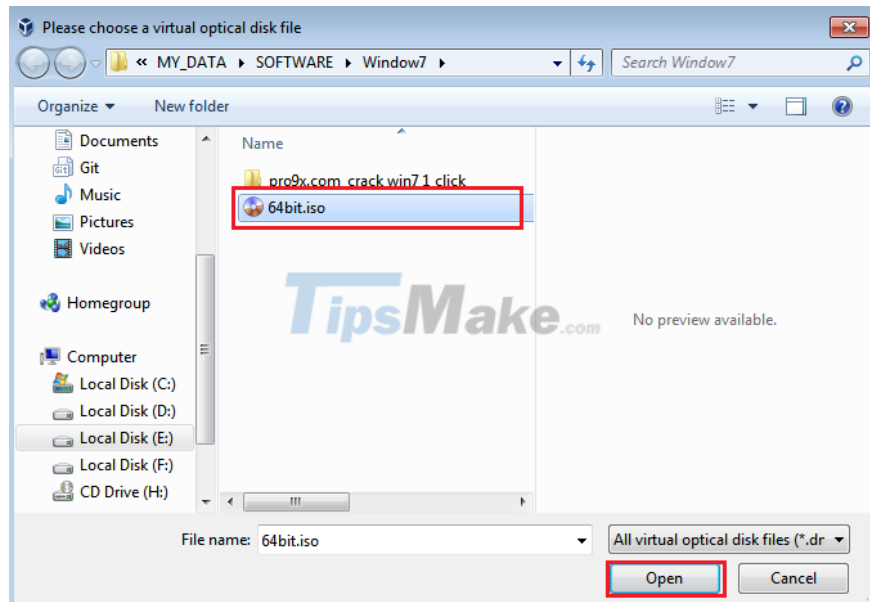 Please choose a virtual optical disk file
« MY_DATA ▸ SOFTWARE ▸ Window7 ▸
Search Window7
Organize ▾ New folder
Documents
Git
Music
Pictures
Videos
Homegroup
Computer
Local Disk (C:)
Local Disk (D:)
Local Disk (E:)
Local Disk (F:)
CD Drive (H:)
Name
pro9x.com_crack win7 1 click
64bit.iso
TipsMake.com
No preview available.
File name: 64bit.iso
All virtual optical disk files (*.dr
Open Cancel